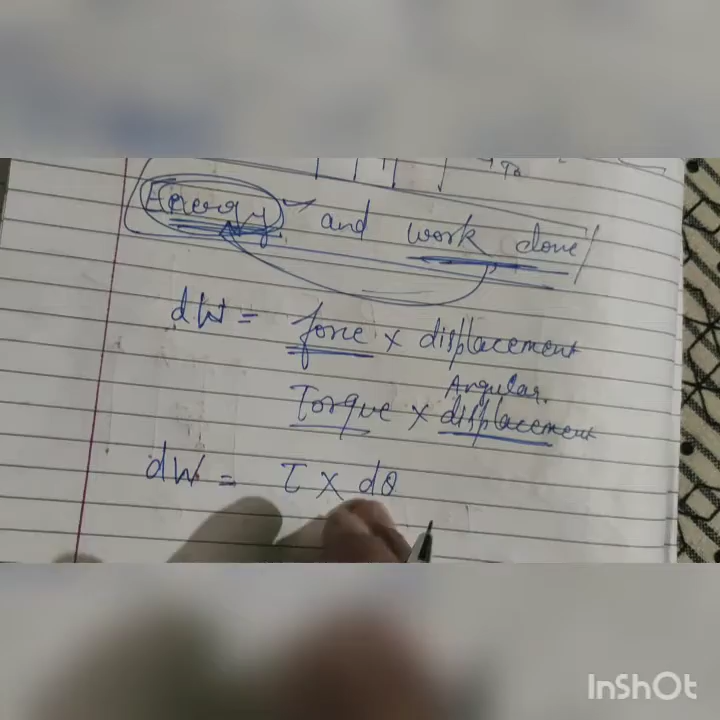 Energy and work done
dW = force × displacement
Angular.
Torque × displacement
dW = τ × dθ
InShOt